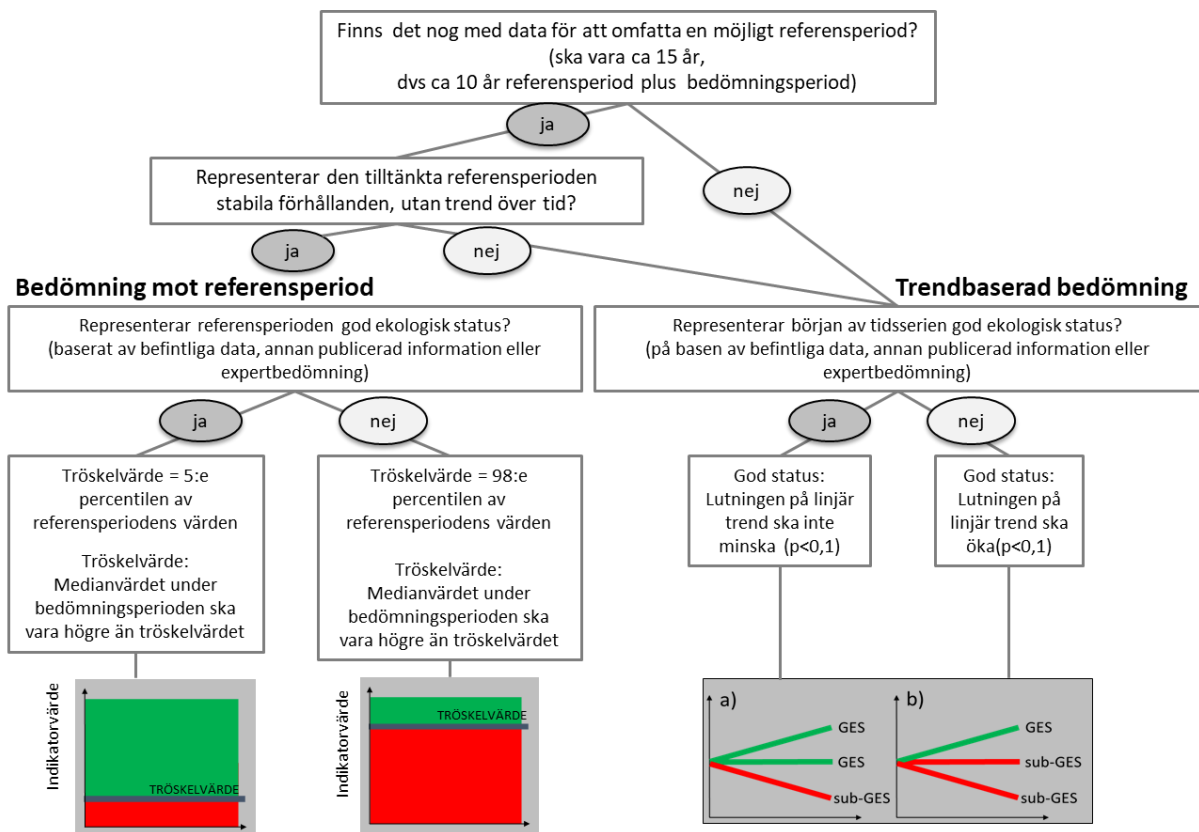 Finns det nog med data för att omfatta en möjligt referensperiod?
(ska vara ca 15 år,
dvs ca 10 år referensperiod plus bedömningsperiod)
ja
nej
Representerar den tilltänkta referensperioden
stabila förhållanden, utan trend över tid?
ja
nej
Bedömning mot referensperiod
Trendbaserad bedömning
Representerar referensperioden god ekologisk status?
(baserat av befintliga data, annan publicerad information eller
expertbedömning)
Representerar början av tidsserien god ekologisk status?
(på basen av befintliga data, annan publicerad information eller
expertbedömning)
ja
nej
ja
nej
Tröskelvärde = 5:e
percentilen av
referensperiodens värden
Tröskelvärde:
Medianvärdet under
bedömningsperioden ska
vara högre än tröskelvärdet
Tröskelvärde = 98:e
percentilen av
referensperiodens värden
Tröskelvärde:
Medianvärdet under
bedömningsperioden ska
vara högre än tröskelvärdet
God status:
Lutningen på linjär
trend ska inte
minska (p<0,1)
God status:
Lutningen på
linjär trend ska
öka(p<0,1)
Indikatorvärde
TRÖSKELVÄRDE
Indikatorvärde
TRÖSKELVÄRDE
a)
GES
GES
sub-GES
b)
GES
sub-GES
sub-GES